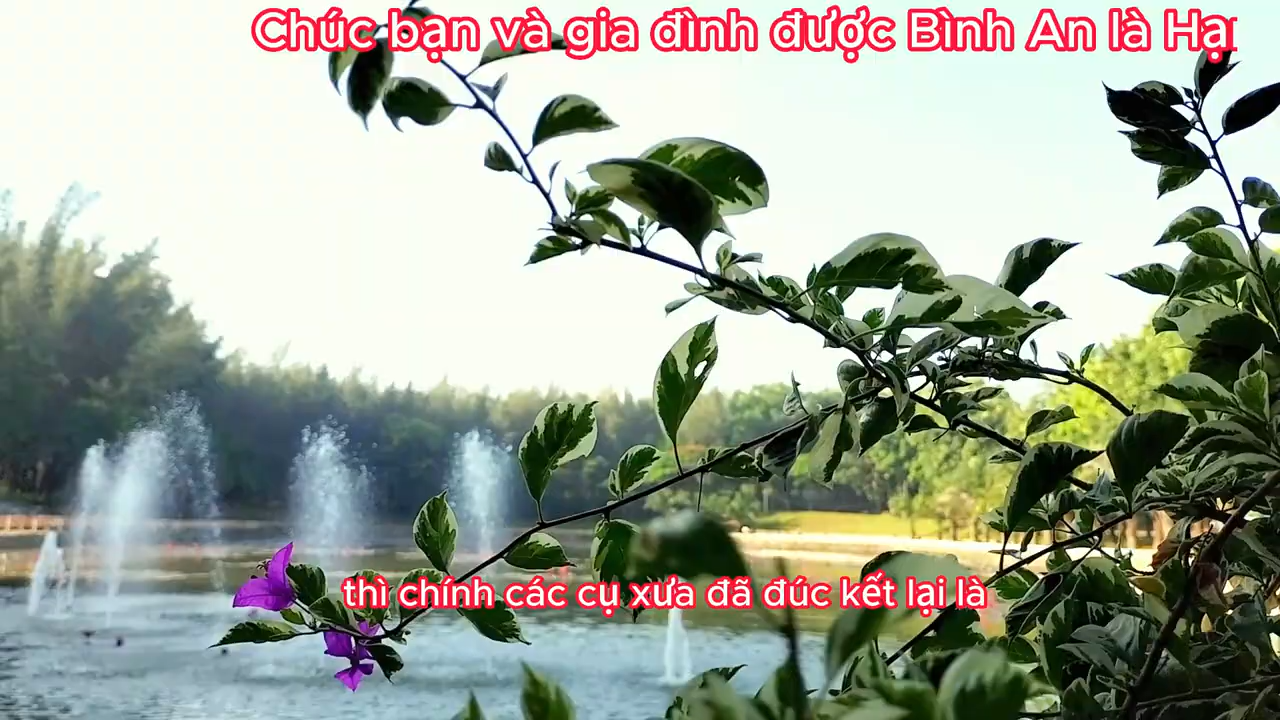 Chúc bạn và gia đình được Bình An là Hạ
thì chính các cụ xưa đã đúc kết lại là